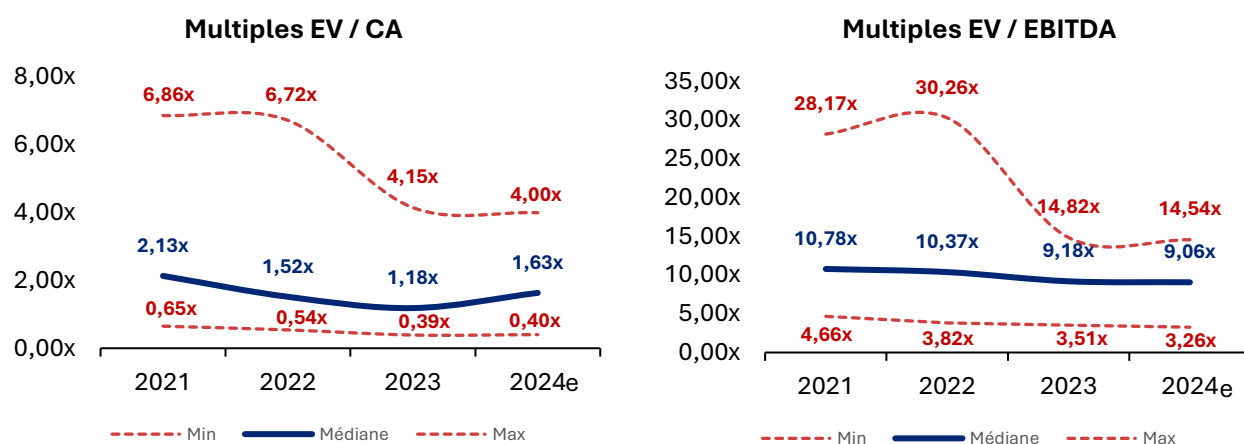 Multiples EV / CA
8,00x
6,00x
4,00x
2,00x
0,00x
6,86x
6,72x
4,15x
4,00x
2,13x
1,52x
1,18x
1,63x
0,65x
0,54x
0,39x
0,40x
2021
2022
2023
2024e
Min
Médiane
Max
Multiples EV / EBITDA
35,00x
30,00x
25,00x
20,00x
15,00x
10,00x
5,00x
0,00x
28,17x
30,26x
14,82x
14,54x
10,78x
10,37x
9,18x
9,06x
4,66x
3,82x
3,51x
3,26x
2021
2022
2023
2024e
Min
Médiane
Max